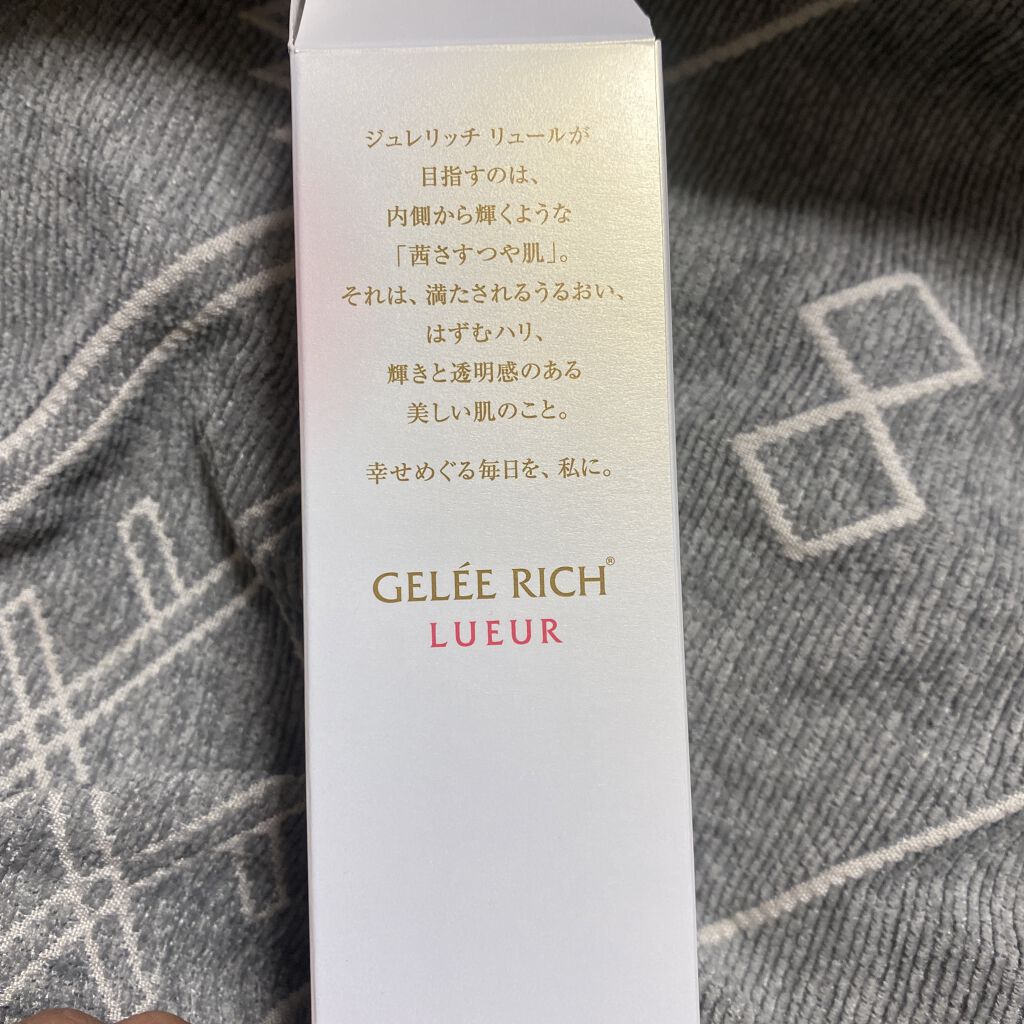 ジュレリッチ リュールが
目指すのは、
内側から輝くような
「茜さすつや肌」。
それは、満たされるうるおい、
はずむハリ、
輝きと透明感のある
美しい肌のこと。
幸せめぐる毎日を、私に。
GELÉE RICH®
LUEUR